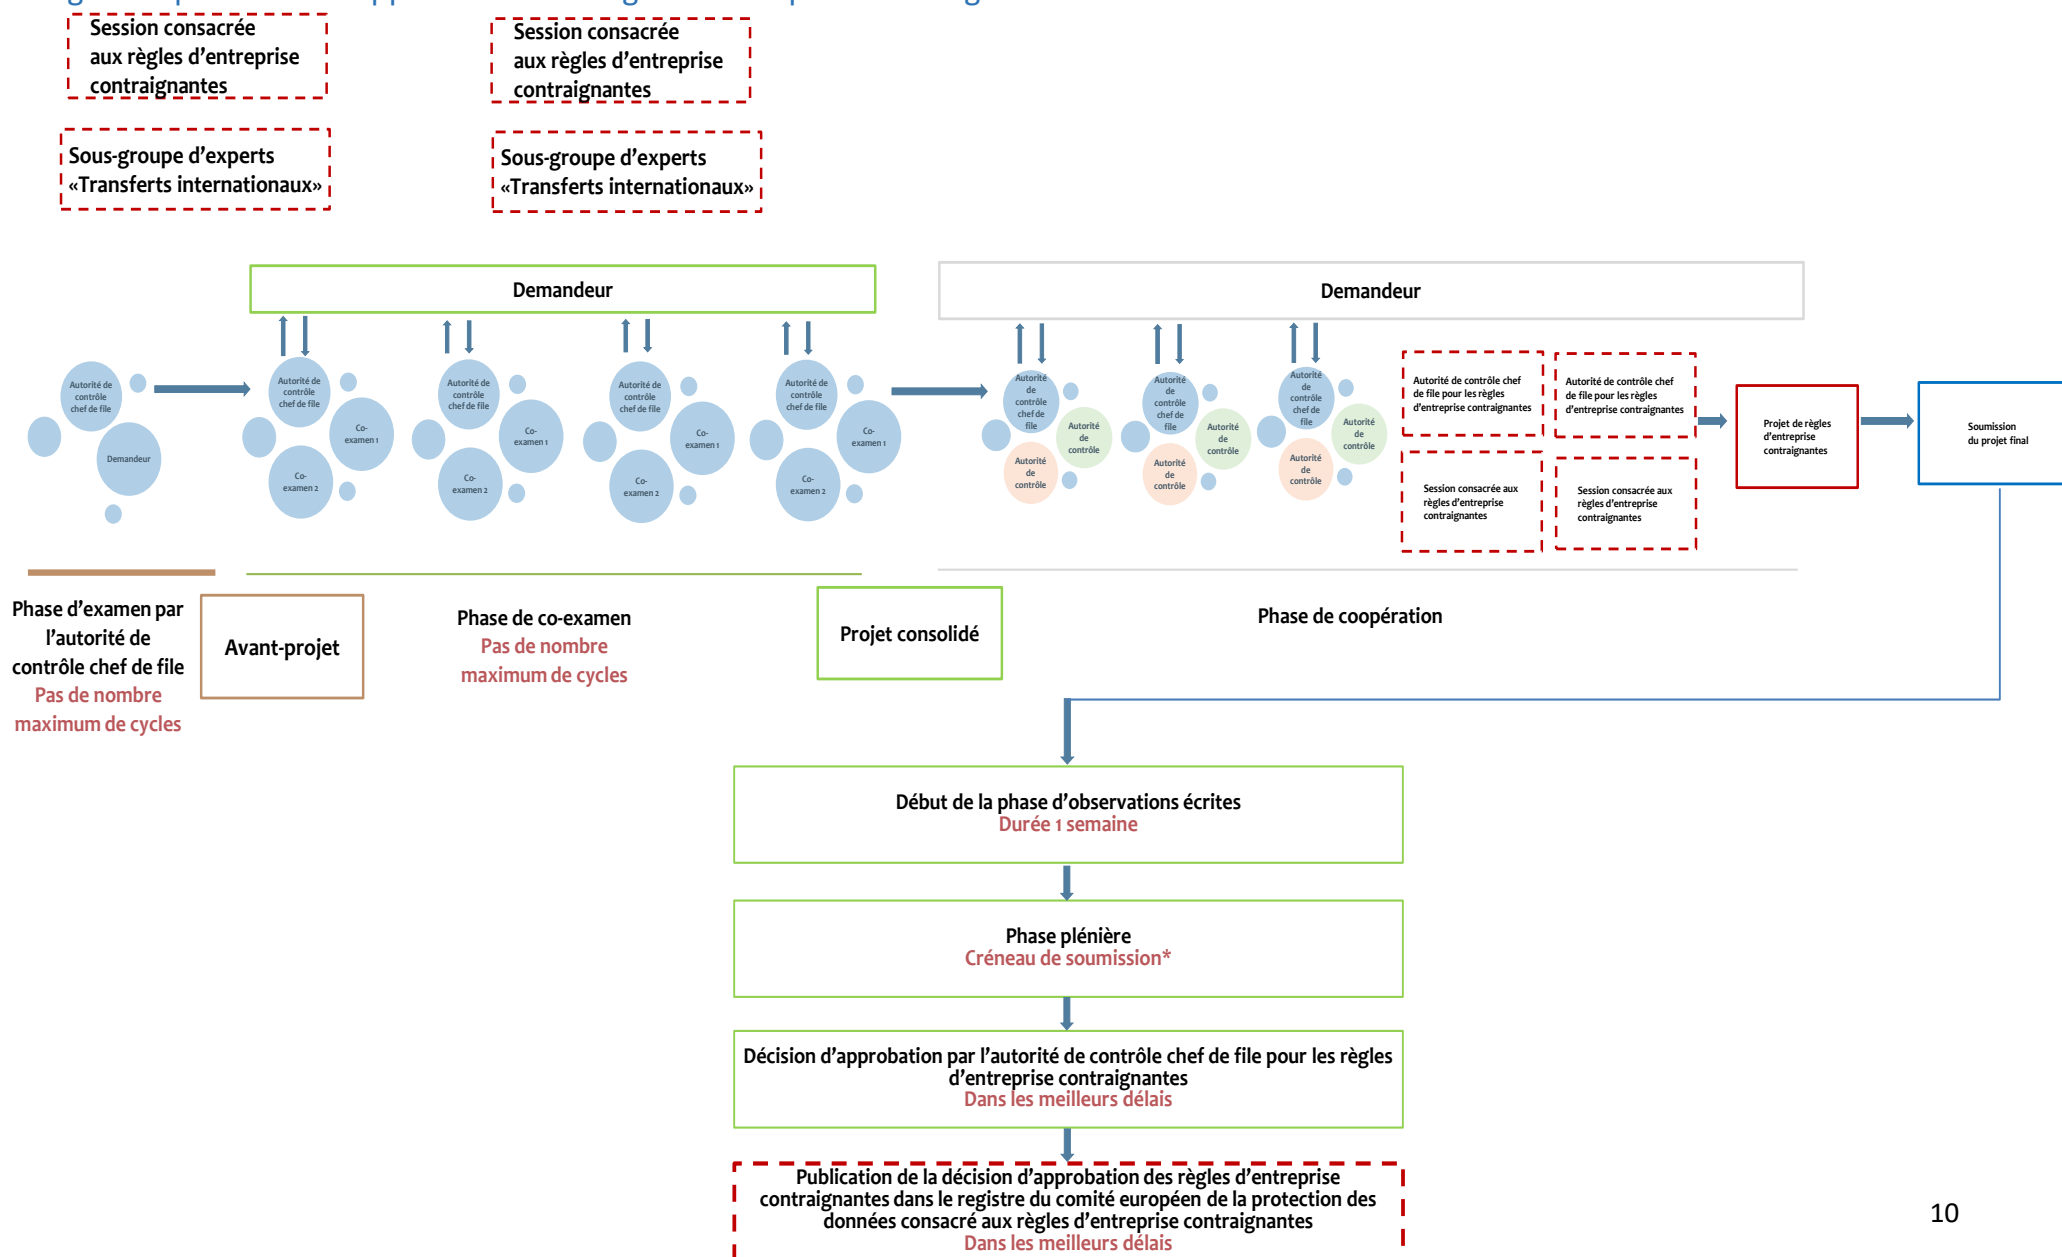 Session consacrée
aux règles d'entreprise
contraignantes
Session consacrée
aux règles d'entreprise
contraignantes
Sous-groupe d'experts
«Transferts internationaux»
Sous-groupe d'experts
«Transferts internationaux»
Demandeur
Demandeur
Autorité de
contrôle
chef de file
Demandeur
Autorité de
contrôle
chef de file
Co-
examen 1
Co-
examen 2
Autorité de
contrôle
chef de file
Co-
examen 1
Co-
examen 2
Autorité de
contrôle
chef de file
Co-
examen 1
Co-
examen 2
Autorité de
contrôle
chef de file
Co-
examen 1
Co-
examen 2
Autorité
de
contrôle
chef de
file
Autorité
de
contrôle
Autorité
de
contrôle
Autorité
de
contrôle
chef de
file
Autorité
de
contrôle
Autorité
de
contrôle
Autorité
de
contrôle
chef de
file
Autorité
de
contrôle
Autorité
de
contrôle
Autorité de contrôle chef
de file pour les règles
d'entreprise contraignantes
Autorité de contrôle chef
de file pour les règles
d'entreprise contraignantes
Session consacrée aux
règles d'entreprise
contraignantes
Session consacrée aux
règles d'entreprise
contraignantes
Projet de règles
d'entreprise
contraignantes
Soumission
du projet final
Phase d'examen par
l'autorité de
contrôle chef de file
Pas de nombre
maximum de cycles
Avant-projet
Phase de co-examen
Pas de nombre
maximum de cycles
Projet consolidé
Phase de coopération
Début de la phase d'observations écrites
Durée 1 semaine
Phase plénière
Créneau de soumission*
Décision d'approbation par l'autorité de contrôle chef de file pour les règles
d'entreprise contraignantes
Dans les meilleurs délais
Publication de la décision d'approbation des règles d'entreprise
contraignantes dans le registre du comité européen de la protection des
données consacré aux règles d'entreprise contraignantes
Dans les meilleurs délais
10